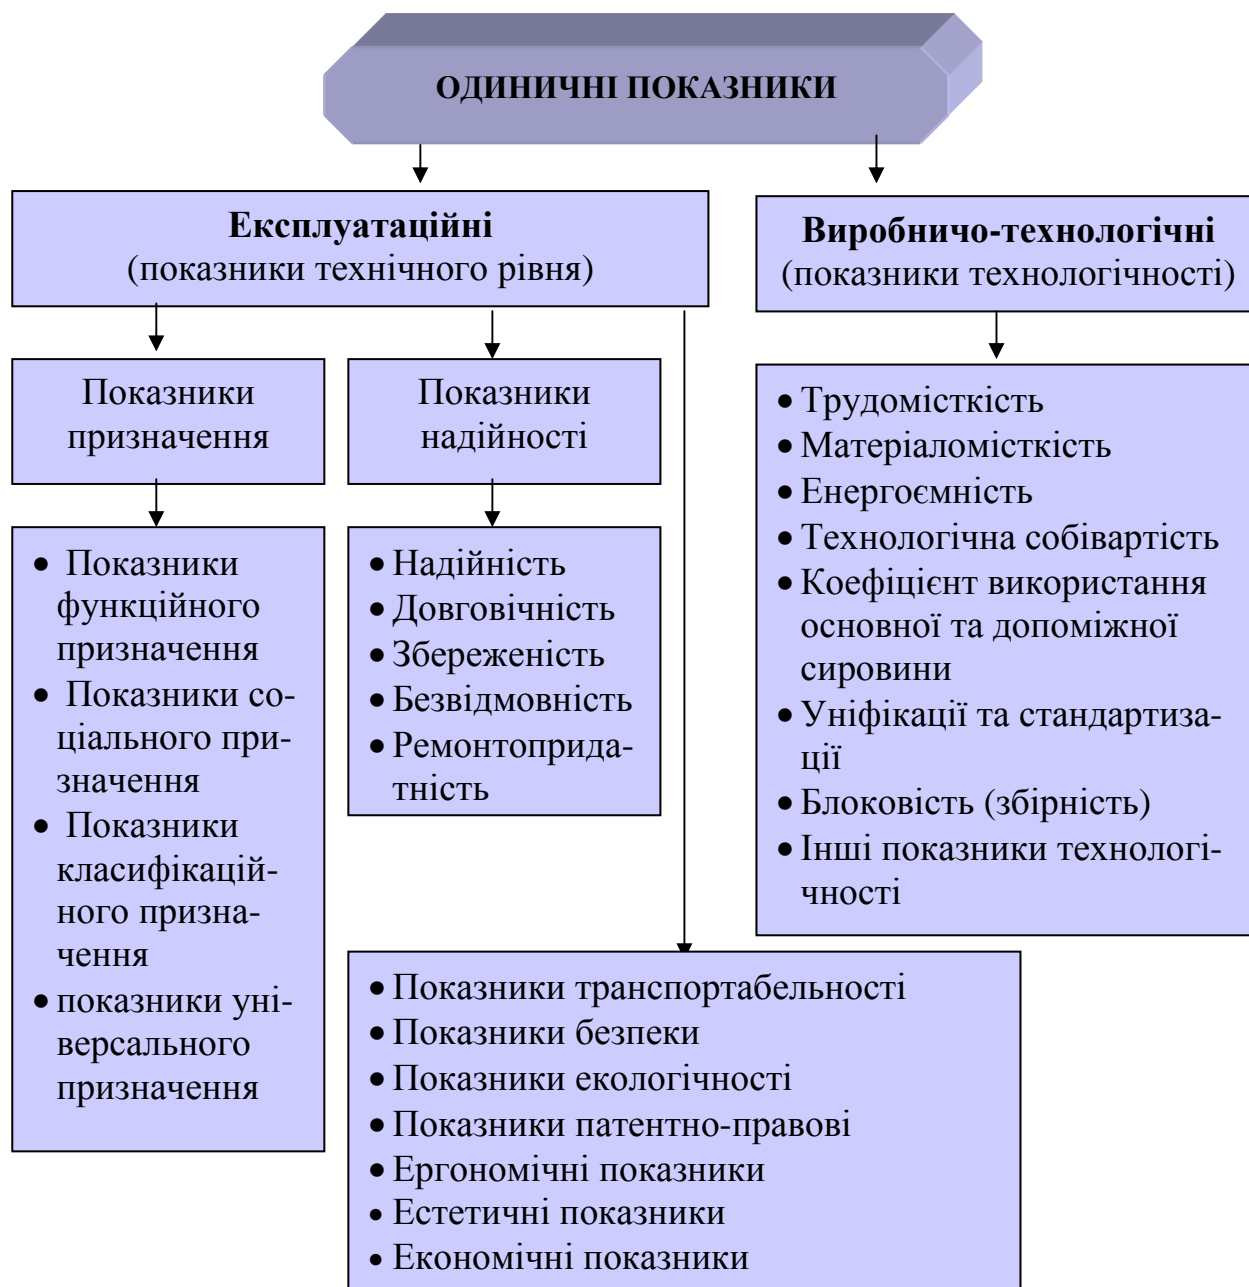 ОДИНИЧНІ ПОКАЗНИКИ
Експлуатаційні
(показники технічного рівня)
Виробничо-технологічні
(показники технологічності)
Показники
призначення
Показники
надійності
• Показники
функційного
призначення
• Показники со-
ціального при-
значення
• Показники
класифікацій-
ного призна-
чення
• показники уні-
версального
призначення
• Надійність
• Довговічність
• Збереженість
• Безвідмовність
• Ремонтопридат-
тність
• Трудомісткість
• Матеріаломісткість
• Енергоємність
• Технологічна собівартість
• Коефіцієнт використання
основної та допоміжної
сировини
• Уніфікації та стандартиза-
ції
• Блоковість (збірність)
• Інші показники технологі-
чності
• Показники транспортабельності
• Показники безпеки
• Показники екологічності
• Показники патентно-правові
• Ергономічні показники
• Естетичні показники
• Економічні показники